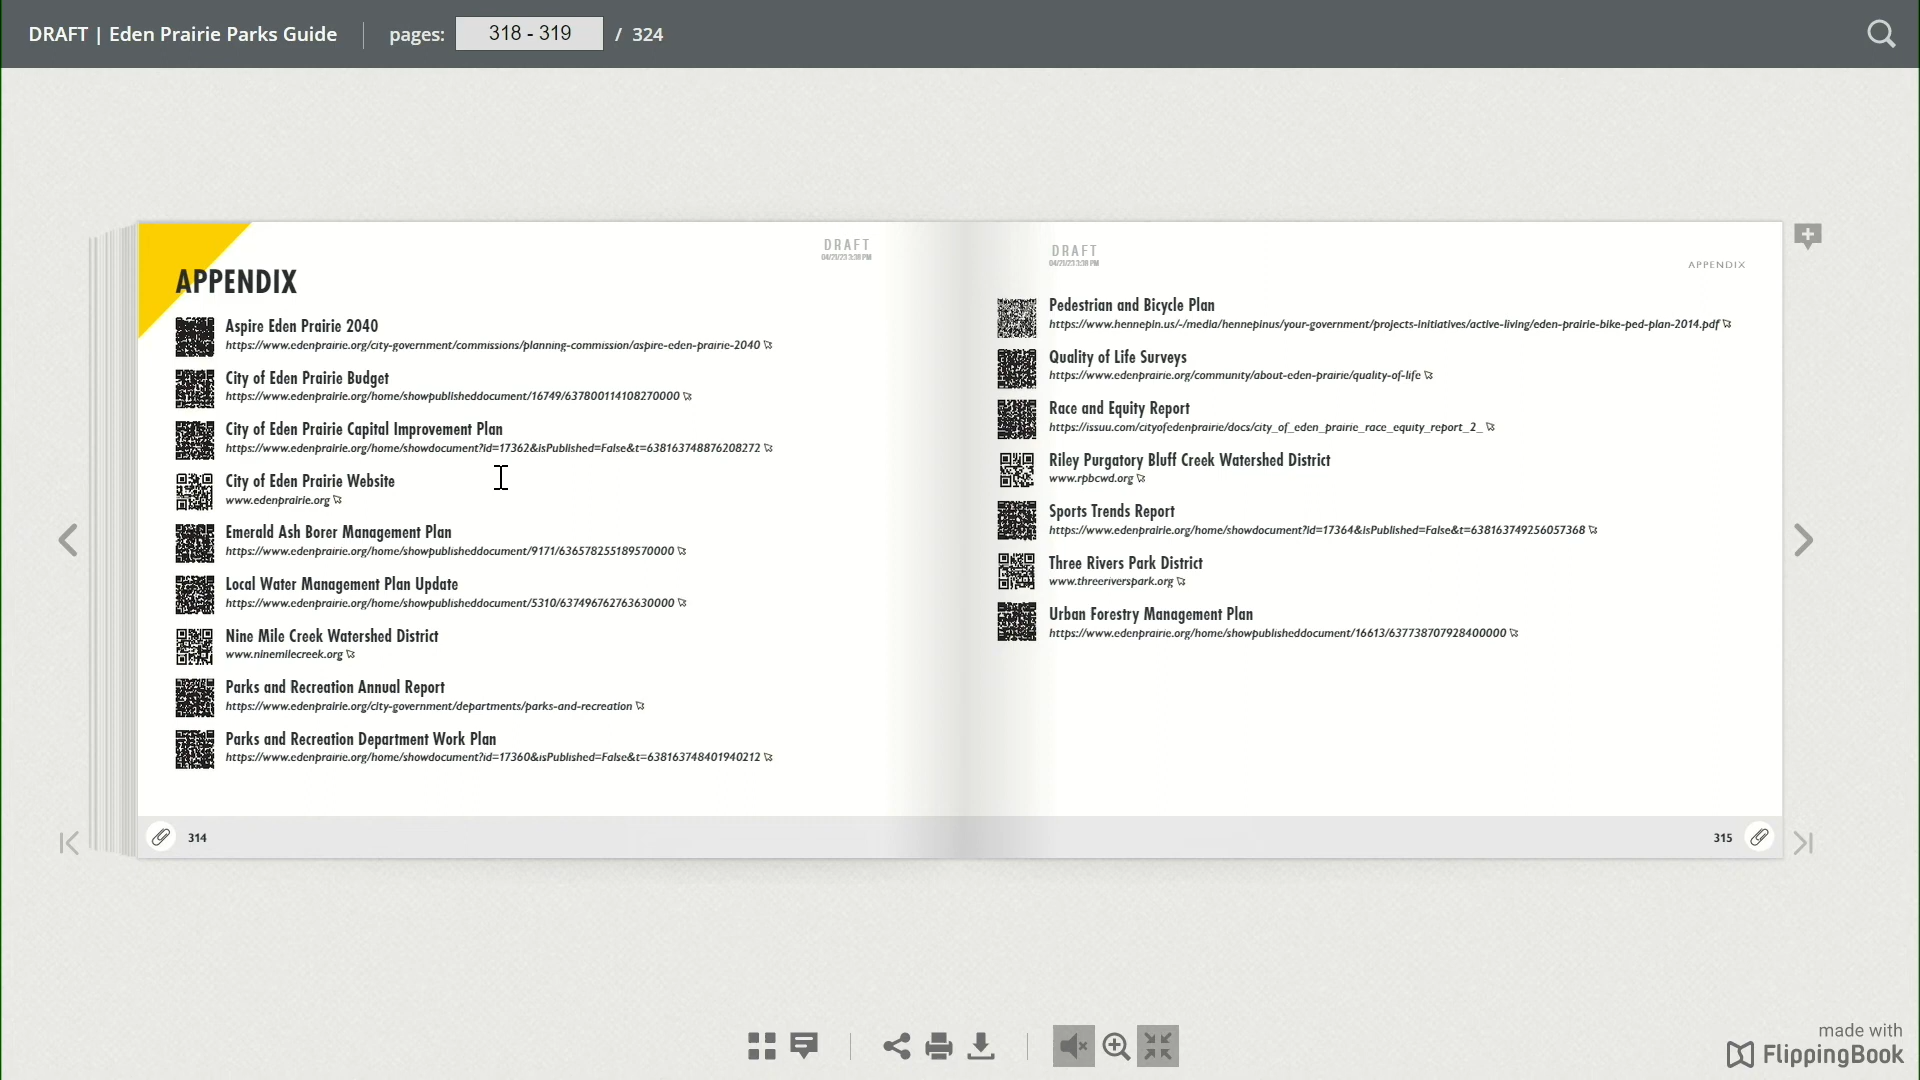 DRAFT | Eden Prairie Parks Guide
pages: 318 - 319 / 324
DRAFT
04/21/23 3:38 PM
APPENDIX
Aspire Eden Prairie 2040
https://www.edenprairie.org/city-government/commissions/planning-commission/aspire-eden-prairie-2040
City of Eden Prairie Budget
https://www.edenprairie.org/home/showpublisheddocument/16749/637800114108270000
City of Eden Prairie Capital Improvement Plan
https://www.edenprairie.org/home/showdocument?id=17362&isPublished=False&t=638163748876208272
City of Eden Prairie Website
www.edenprairie.org
Emerald Ash Borer Management Plan
https://www.edenprairie.org/home/showpublisheddocument/9171/636578255189570000
Local Water Management Plan Update
https://www.edenprairie.org/home/showpublisheddocument/5310/637496762763630000
Nine Mile Creek Watershed District
www.ninemilecreek.org
Parks and Recreation Annual Report
https://www.edenprairie.org/city-government/departments/parks-and-recreation
Parks and Recreation Department Work Plan
https://www.edenprairie.org/home/showdocument?id=17360&isPublished=False&t=638163748401940212
314
DRAFT
04/21/23 3:38 PM
APPENDIX
Pedestrian and Bicycle Plan
https://www.hennepin.us/-/media/hennepinus/your-government/projects-initiatives/active-living/eden-prairie-bike-ped-plan-2014.pdf
Quality of Life Surveys
https://www.edenprairie.org/community/about-eden-prairie/quality-of-life
Race and Equity Report
https://issuu.com/cityofedenprairie/docs/city_of_eden_prairie_race_equity_report_2_
Riley Purgatory Bluff Creek Watershed District
www.rpbcwd.org
Sports Trends Report
https://www.edenprairie.org/home/showdocument?id=17364&isPublished=False&t=638163749256057368
Three Rivers Park District
www.threeriverspark.org
Urban Forestry Management Plan
https://www.edenprairie.org/home/showpublisheddocument/16613/637738707928400000
315
made with
FlippingBook